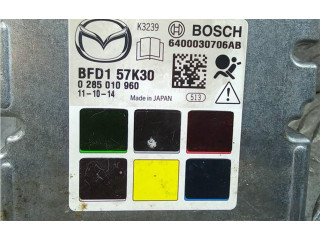 K3239
BOSCH
6400030706AB
BFD1 57K30
0 285 010 960
11-10-14
Made in JAPAN
513